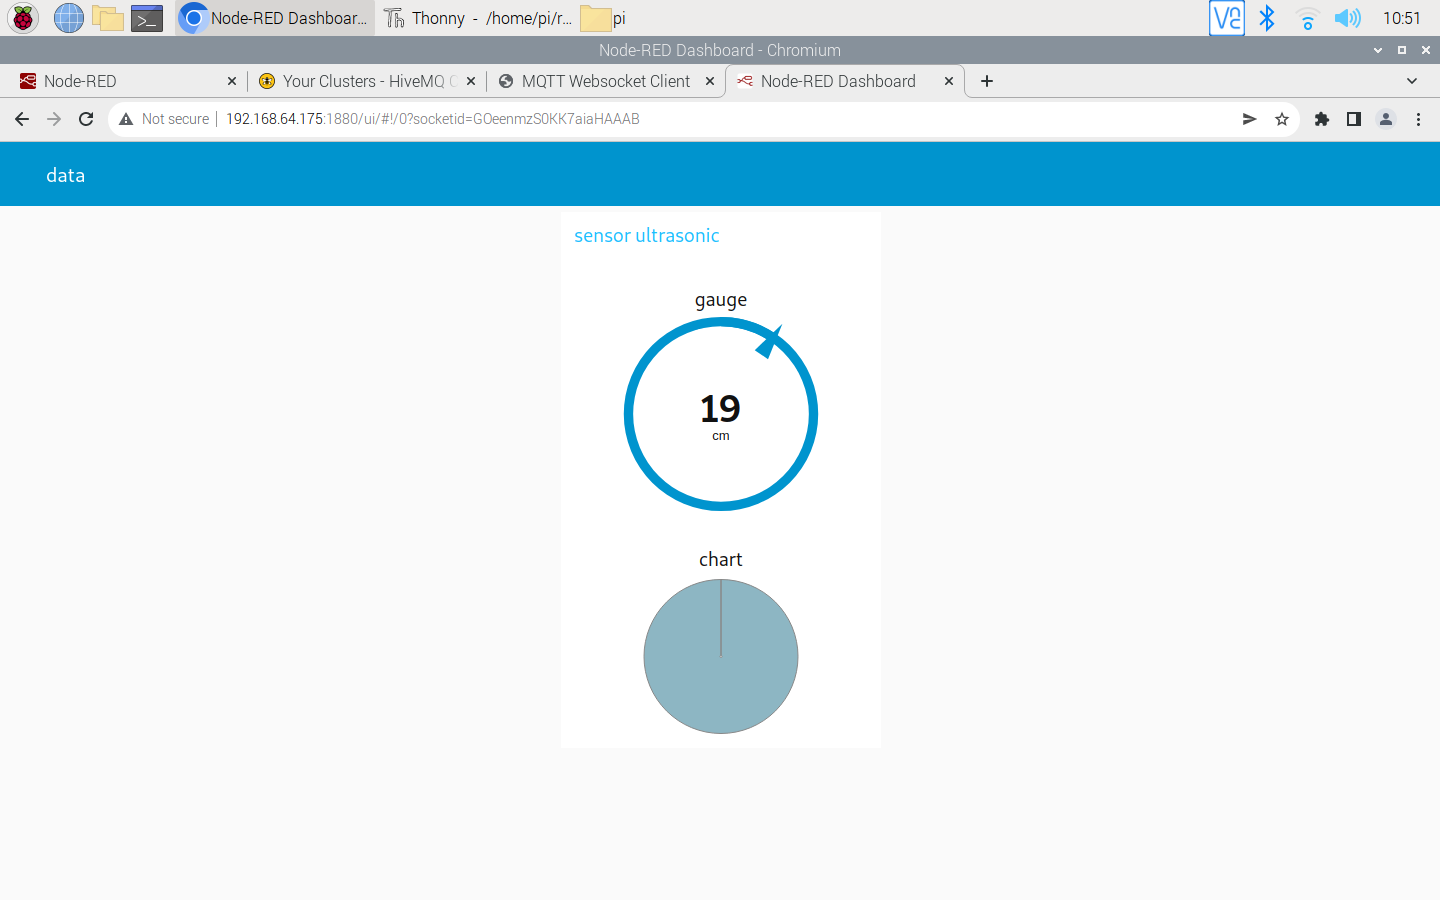 Node-RED Dashboar... Thonny - /home/pi/r... pi 10:51
Node-RED Dashboard - Chromium
Node-RED Your Clusters - HiveMQ C MQTT Websocket Client Node-RED Dashboard
Not secure 192.168.64.175:1880/ui/#!/0?socketid=GOeenmzS0KK7aiaHAAAB
data
sensor ultrasonic
gauge
19
cm
chart